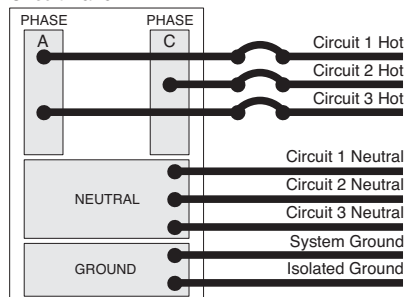 PHASE PHASE
A C
Circuit 1 Hot
Circuit 2 Hot
Circuit 3 Hot
Circuit 1 Neutral
Circuit 2 Neutral
NEUTRAL
Circuit 3 Neutral
System Ground
GROUND
Isolated Ground